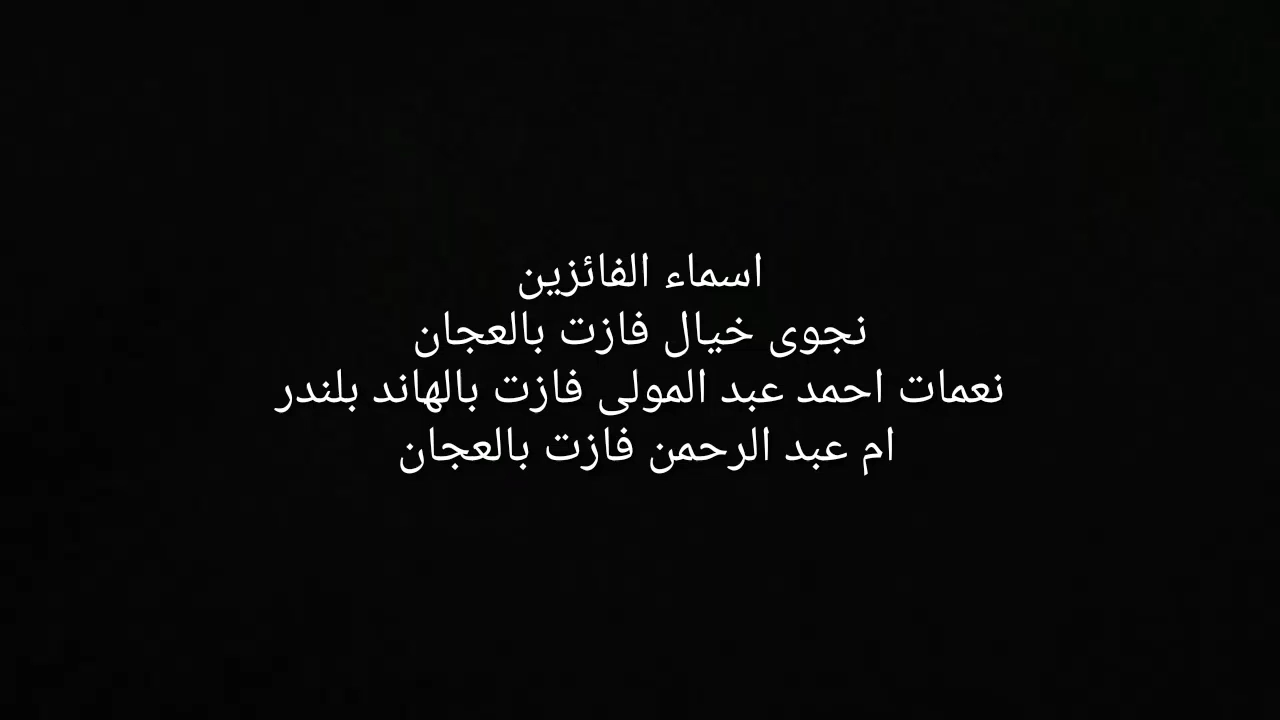 اسماء الفائزين
نجوى خيال فازت بالعجان
نعمات احمد عبد المولى فازت بالهاند بلندر
ام عبد الرحمن فازت بالعجان